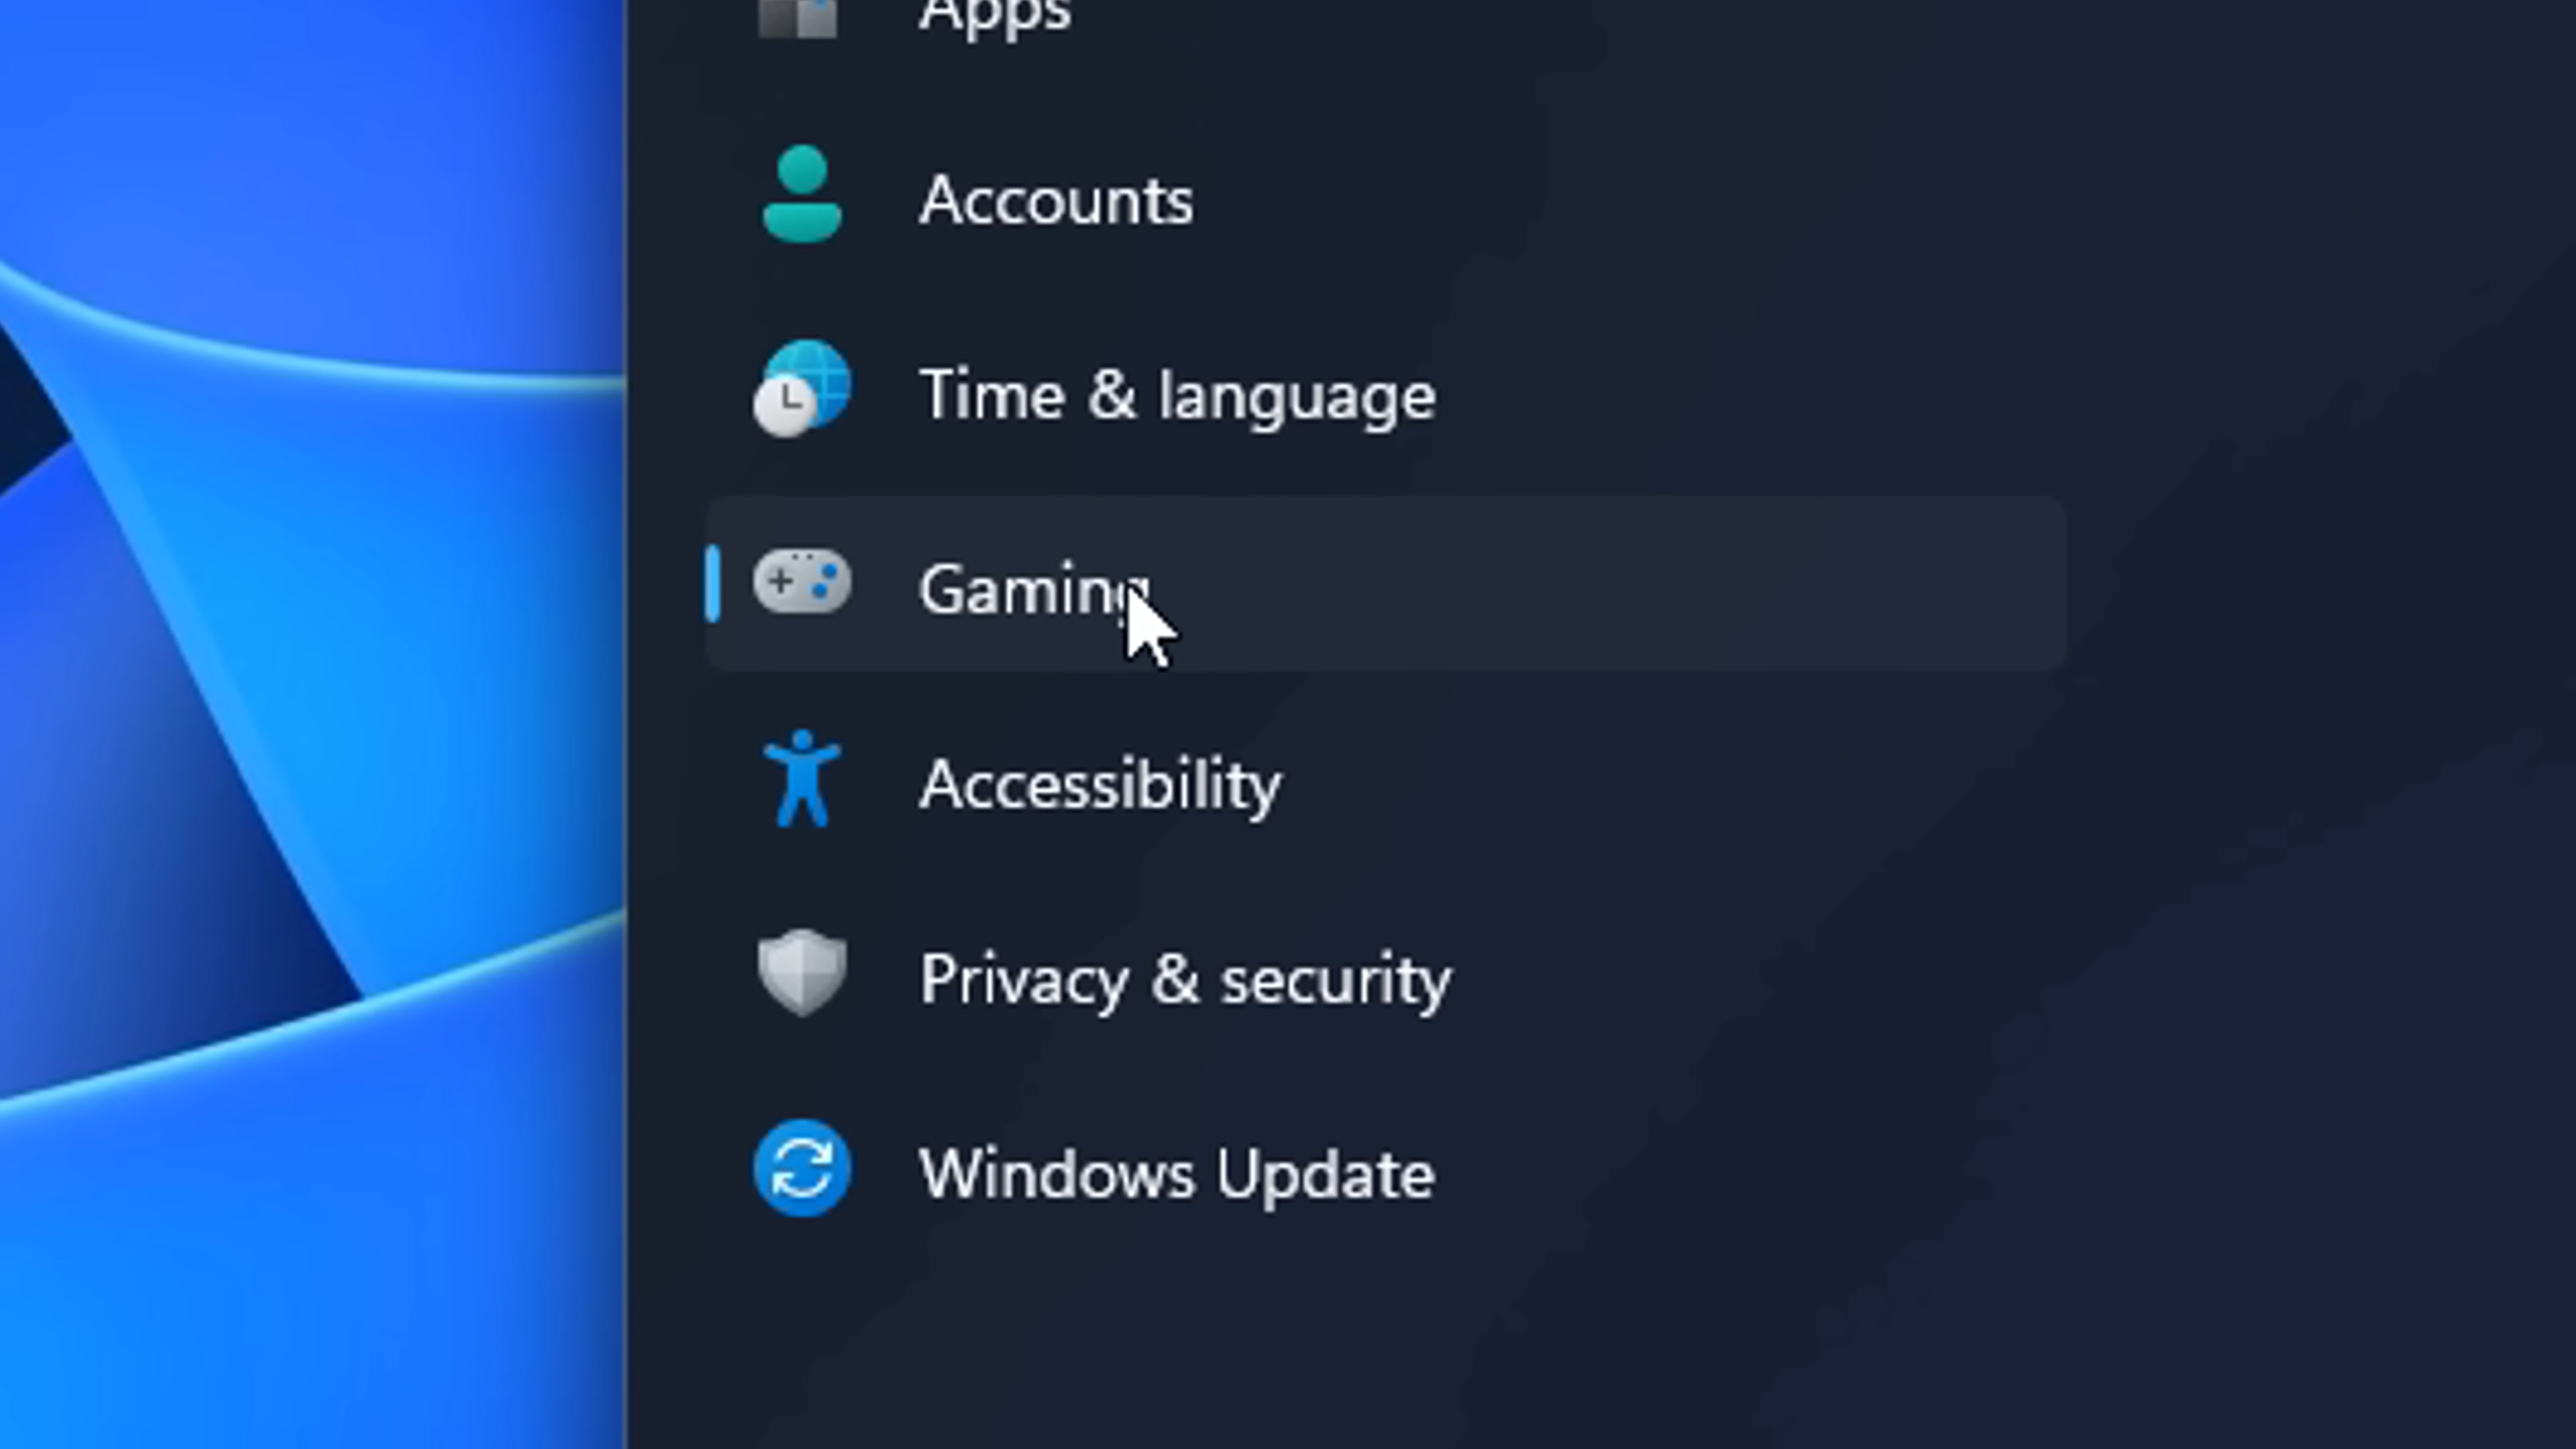 Apps
Accounts
Time & language
Gaming
Accessibility
Privacy & security
Windows Update